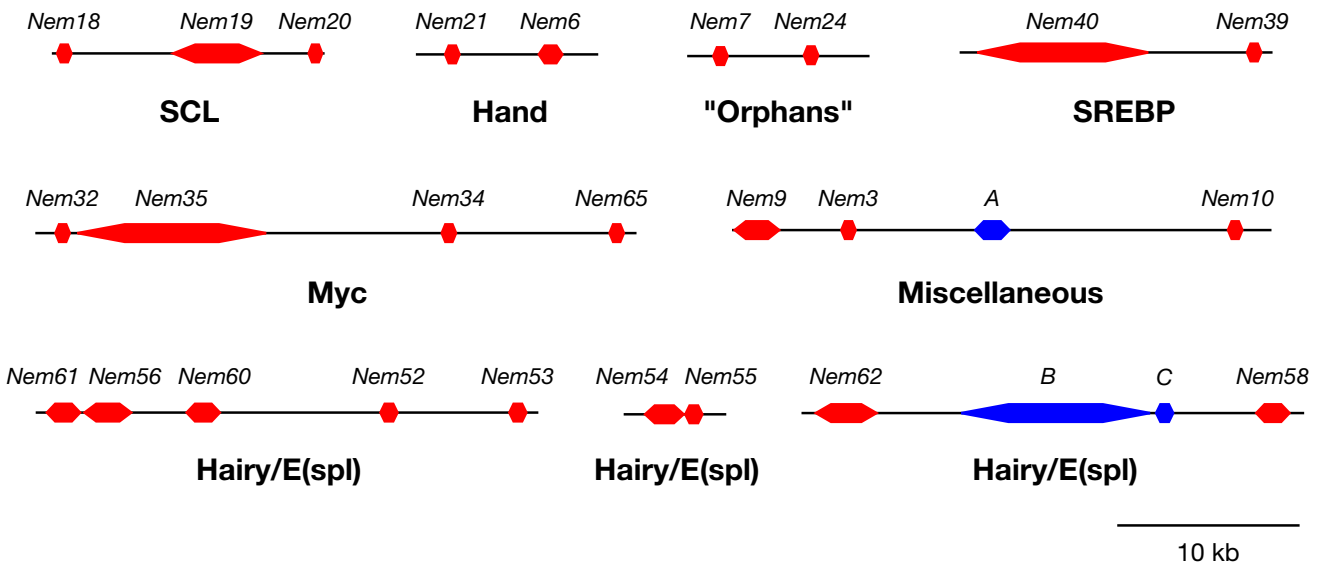 Nem18 Nem19 Nem20 Nem21 Nem6 Nem7 Nem24 Nem40 Nem39
SCL Hand "Orphans" SREBP
Nem32 Nem35 Nem34 Nem65 Nem9 Nem3 A Nem10
Myc Miscellaneous
Nem61 Nem56 Nem60 Nem52 Nem53 Nem54 Nem55 Nem62 B C Nem58
Hairy/E(spl) Hairy/E(spl) Hairy/E(spl)
10 kb